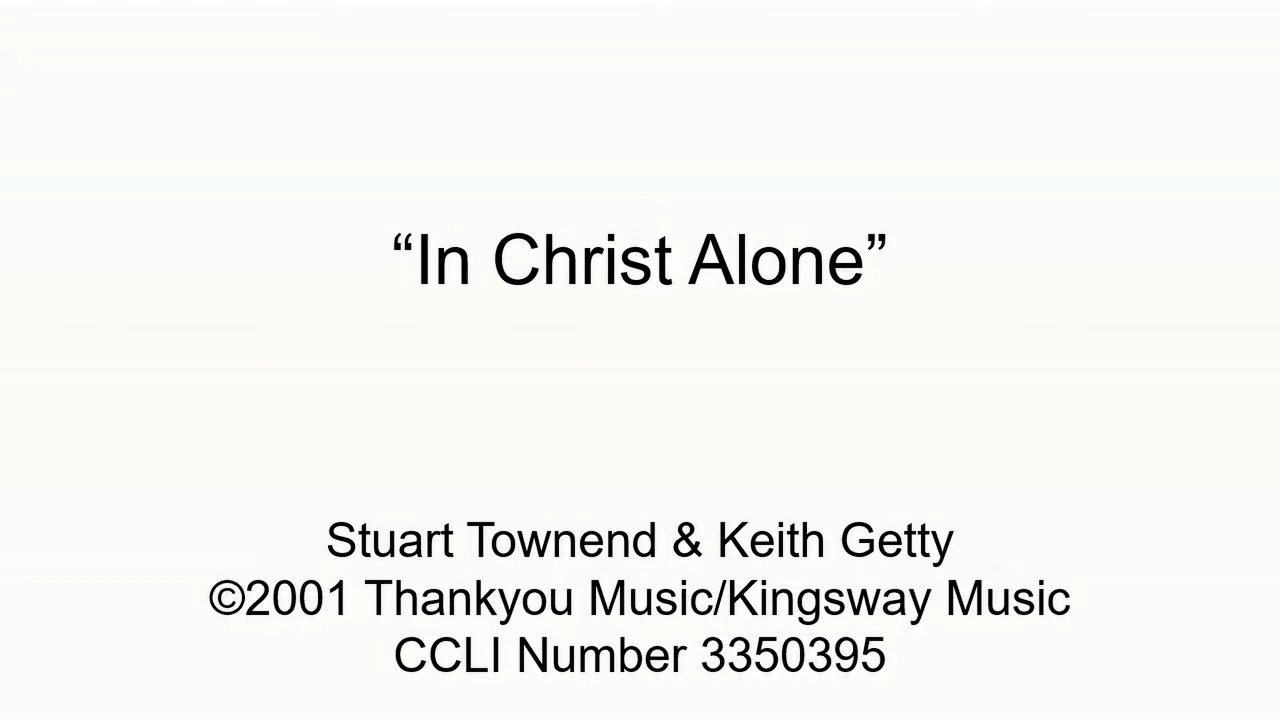 “In Christ Alone”
Stuart Townend & Keith Getty
©2001 Thankyou Music/Kingsway Music
CCLI Number 3350395